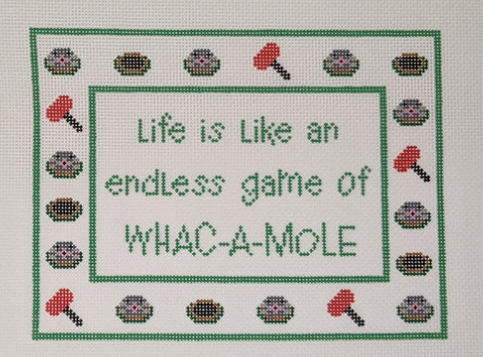 Life is Like an
endless game of
WHAC-A-MOLE